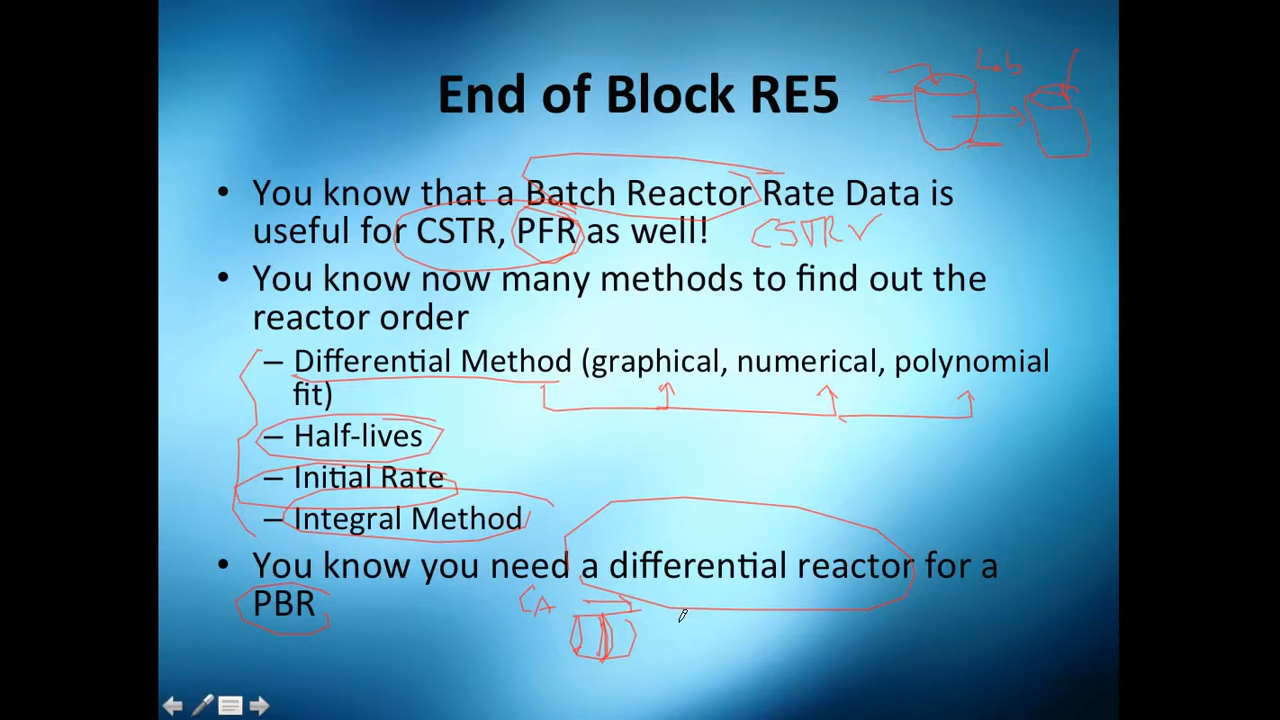 End of Block RE5
Lab
• You know that a Batch Reactor Rate Data is
useful for CSTR, PFR as well!
CSTR ✓
• You know now many methods to find out the
reactor order
– Differential Method (graphical, numerical, polynomial
fit)
– Half-lives
– Initial Rate
– Integral Method
• You know you need a differential reactor for a
PBR
CA